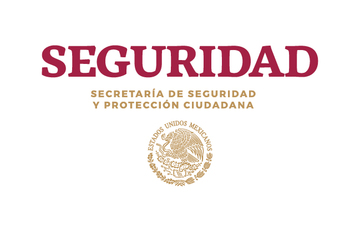 SEGURIDAD
SECRETARÍA DE SEGURIDAD
Y PROTECCIÓN CIUDADANA
ESTADOS UNIDOS MEXICANOS